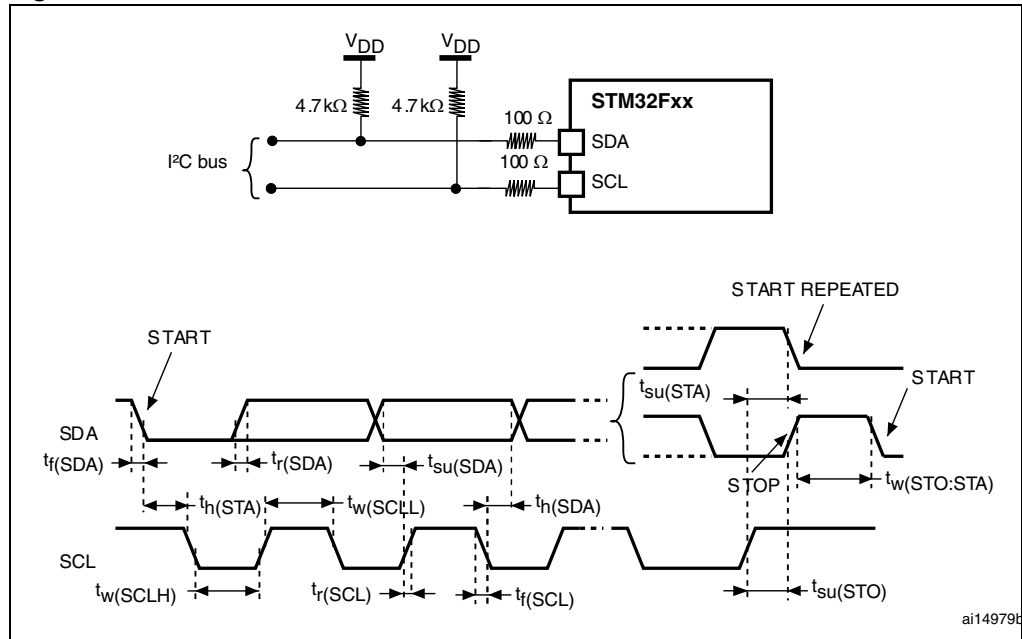 VDD VDD
STM32Fxx
4.7kΩ 4.7kΩ
100 Ω
SDA
I²C bus
100 Ω
SCL
START REPEATED
START
tsu(STA)
START
SDA
tf(SDA) tr(SDA) tsu(SDA)
STOP
tw(STO:STA)
th(STA) tw(SCLL) th(SDA)
SCL
tw(SCLH) tr(SCL) tf(SCL) tsu(STO)
ai14979b